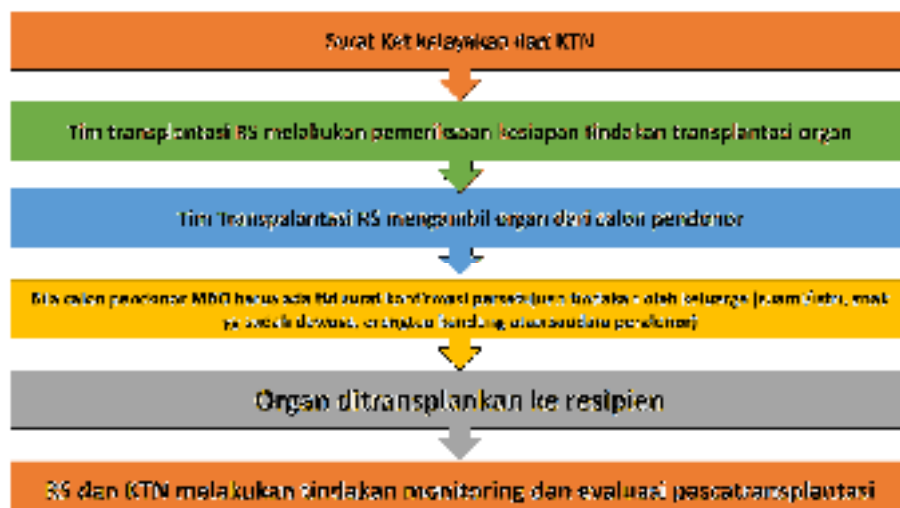 Surat Ket kelayakan dari KTN
Tim transplantasi RS melakukan pemeriksaan kesiapan tindakan transplantasi organ
Tim Transpalantasi RS mengambil organ dari calon pendonor
Bila calon pendonor MBO harus ada ttd surat konfirmasi persetujuan tindakan oleh keluarga (suami/istri, anak
yg sudah dewasa, orangtua kandung atau saudara pendonor)
Organ ditransplankan ke resipien
RS dan KTN melakukan tindakan monitoring dan evaluasi pascatransplantasi